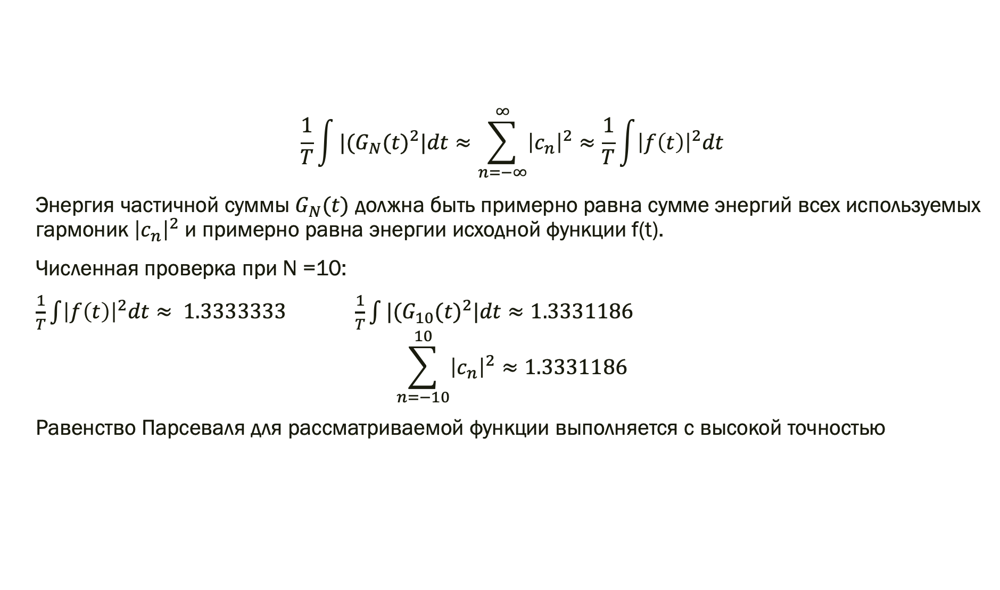 $\frac{1}{T}\int |(G_N(t)^2|dt \approx \sum_{n=-\infty}^{\infty} |c_n|^2 \approx \frac{1}{T}\int |f(t)|^2 dt$
Энергия частичной суммы $G_N(t)$ должна быть примерно равна сумме энергий всех используемых
гармоник $|c_n|^2$ и примерно равна энергии исходной функции f(t).
Численная проверка при N =10:
$\frac{1}{T}\int |f(t)|^2 dt \approx 1.3333333$ $\frac{1}{T}\int |(G_{10}(t)^2|dt \approx 1.3331186$
$\sum_{n=-10}^{10} |c_n|^2 \approx 1.3331186$
Равенство Парсеваля для рассматриваемой функции выполняется с высокой точностью